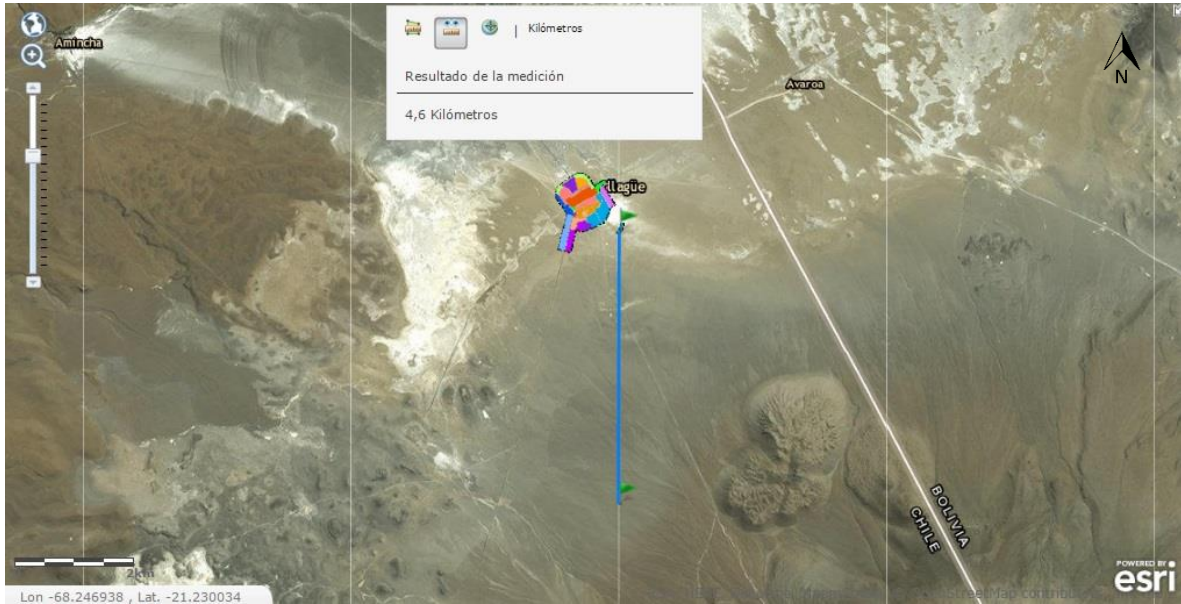 Amincha
| Kilómetros
Resultado de la medición
4,6 Kilómetros
Avaroa
N
llagüe
BOLIVIA
CHILE
2km
Lon -68.246938 , Lat. -21.230034
POWERED BY
esri